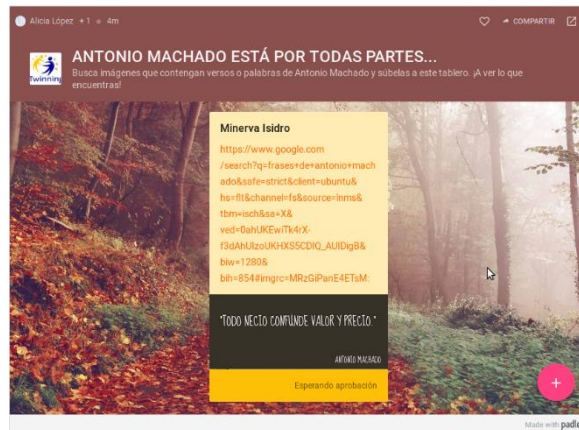 Alicia López +1 4m
COMPARTIR
Twinning
ANTONIO MACHADO ESTÁ POR TODAS PARTES...
Busca imágenes que contengan versos o palabras de Antonio Machado y súbelas a este tablero. ¡A ver lo que
encuentras!
Minerva Isidro
https://www.google.com
/search?q=frases+de+antonio+mach
ado&safe=strict&client=ubuntu&
hs=flt&channel=fs&source=lnms&
tbm=isch&sa=X&
ved=0ahUKEwiTk4rX-
f3dAhUlzoUKHXS5CDIQ_AUIDigB&
biw=1280&
bih=854#imgrc=MRzGiPanE4ETsM:
"TODO NECIO CONFUNDE VALOR Y PRECIO."
ANTONIO MACHADO
Esperando aprobación
Made with padle